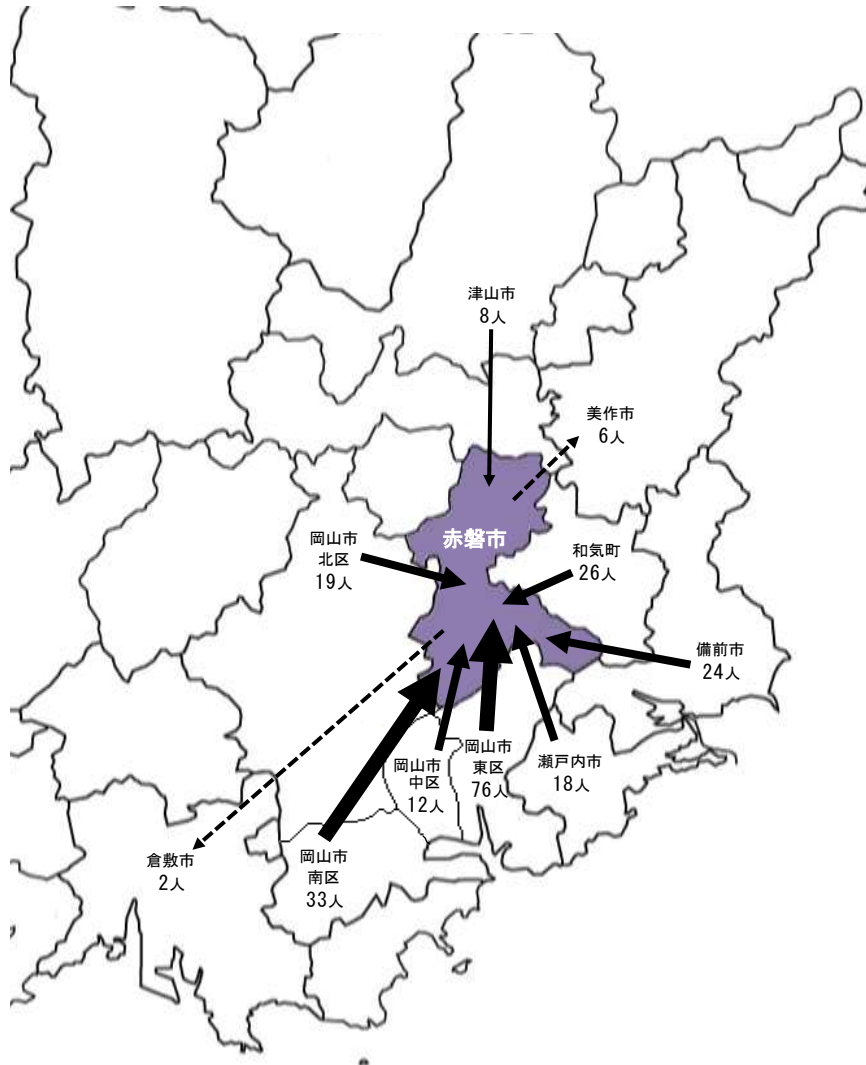 津山市
8人
美作市
6人
赤磐市
岡山市
北区
19人
和気町
26人
備前市
24人
岡山市
中区
12人
岡山市
東区
76人
瀬戸内市
18人
倉敷市
2人
岡山市
南区
33人